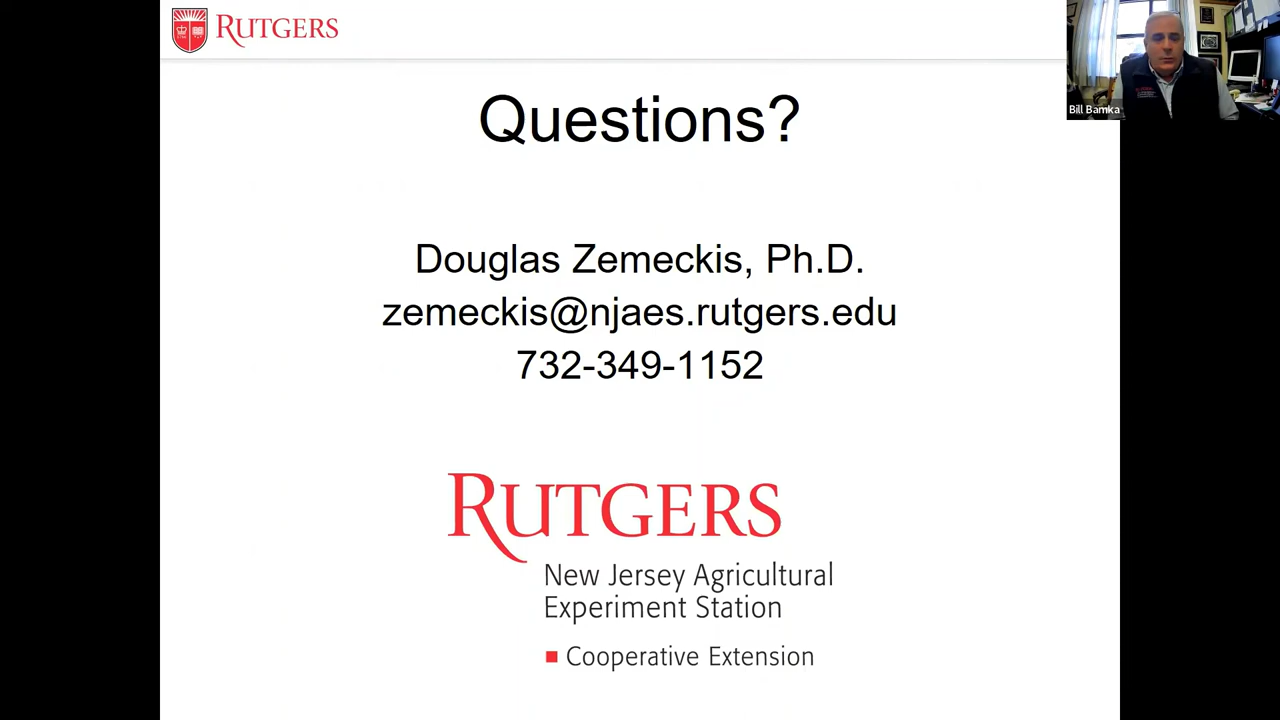 RUTGERS
Bill Bamka
Questions?
Douglas Zemeckis, Ph.D.
zemeckis@njaes.rutgers.edu
732-349-1152
RUTGERS
New Jersey Agricultural
Experiment Station
Cooperative Extension